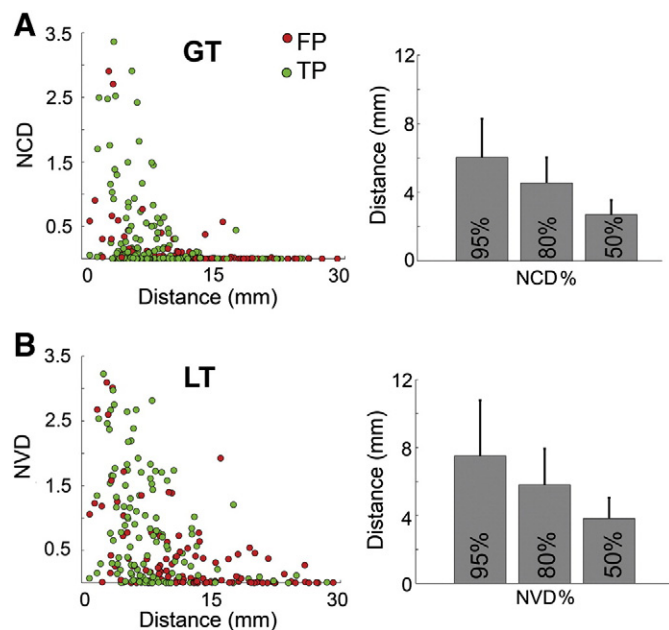 A
GT
FP
TP
3.5
2.5
1.5
0.5
NCD
0 15 30
Distance (mm)
12
8
4
0
Distance (mm)
95% 80% 50%
NCD%
B
LT
3.5
2.5
1.5
0.5
NVD
0 15 30
Distance (mm)
12
8
4
0
Distance (mm)
95% 80% 50%
NVD%